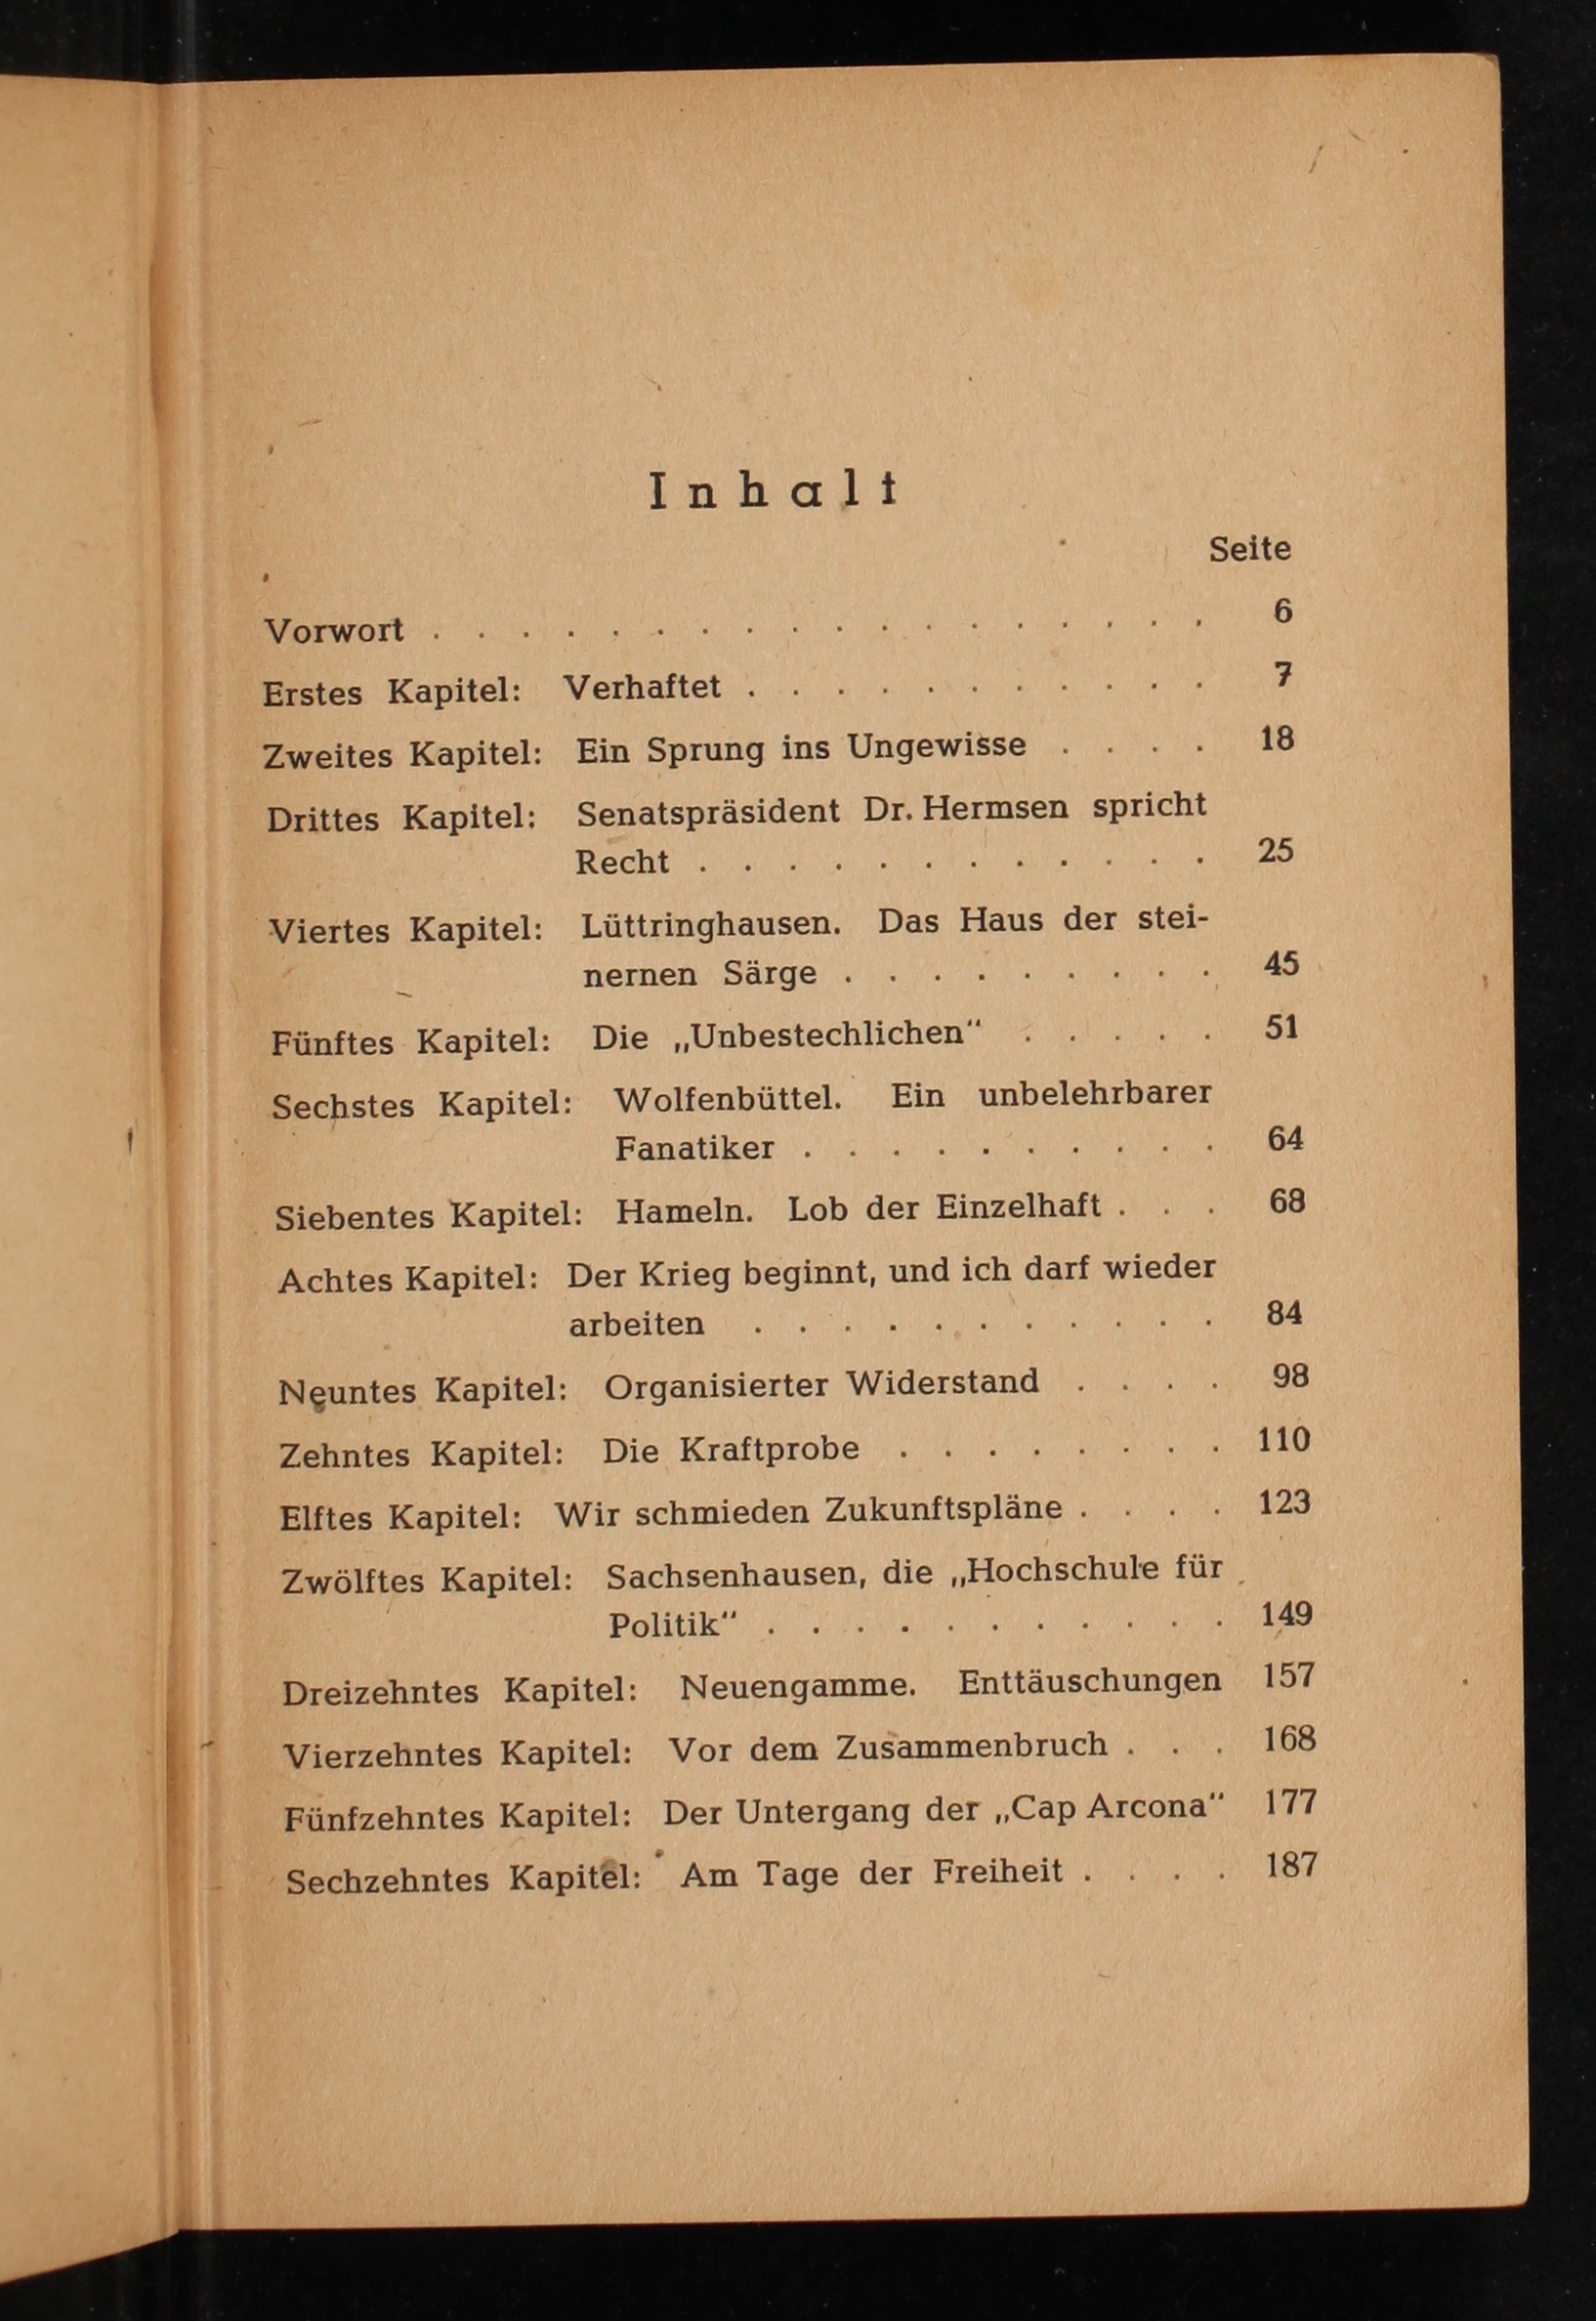 Inhalt
Seite
Vorwort . . . . . . . . . . . . . . . . . . 6
Erstes Kapitel: Verhaftet . . . . . . . . . . . 7
Zweites Kapitel: Ein Sprung ins Ungewisse . . . . 18
Drittes Kapitel: Senatspräsident Dr. Hermsen spricht
Recht . . . . . . . . . . . . 25
Viertes Kapitel: Lüttringhausen. Das Haus der stei-
nernen Särge . . . . . . . . . 45
Fünftes Kapitel: Die „Unbestechlichen“ . . . . . 51
Sechstes Kapitel: Wolfenbüttel. Ein unbelehrbarer
Fanatiker . . . . . . . . . . 64
Siebentes Kapitel: Hameln. Lob der Einzelhaft . . . 68
Achtes Kapitel: Der Krieg beginnt, und ich darf wieder
arbeiten . . . . . . . . . . . 84
Neuntes Kapitel: Organisierter Widerstand . . . . 98
Zehntes Kapitel: Die Kraftprobe . . . . . . . . 110
Elftes Kapitel: Wir schmieden Zukunftspläne . . . . 123
Zwölftes Kapitel: Sachsenhausen, die „Hochschule für
Politik“ . . . . . . . . . . . 149
Dreizehntes Kapitel: Neuengamme. Enttäuschungen 157
Vierzehntes Kapitel: Vor dem Zusammenbruch . . . 168
Fünfzehntes Kapitel: Der Untergang der „Cap Arcona“ 177
Sechzehntes Kapitel: Am Tage der Freiheit . . . . 187